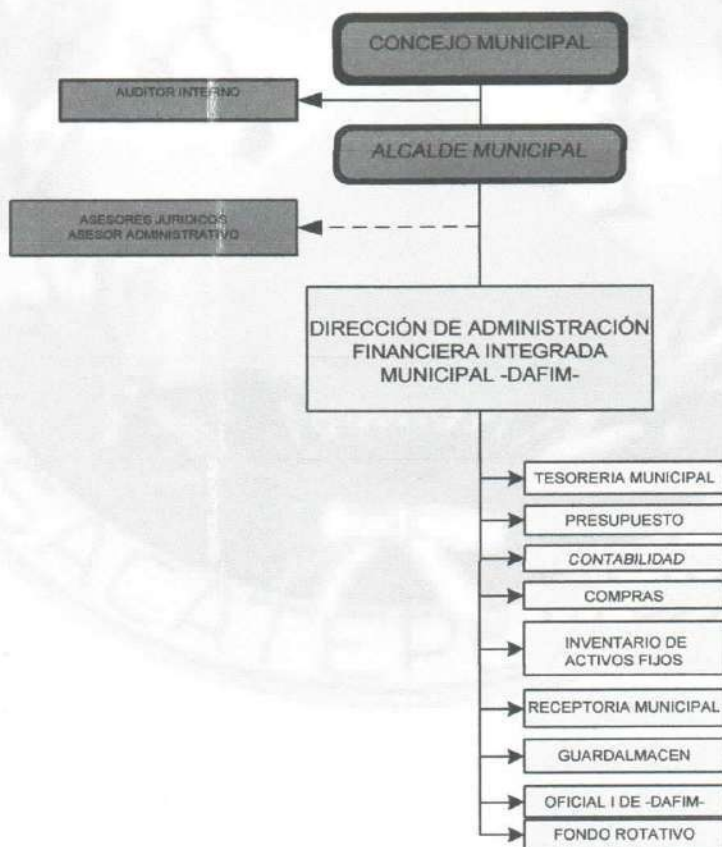 CONCEJO MUNICIPAL
AUDITOR INTERNO
ALCALDE MUNICIPAL
ASESORES JURIDICOS
ASESOR ADMINISTRATIVO
DIRECCIÓN DE ADMINISTRACIÓN
FINANCIERA INTEGRADA
MUNICIPAL -DAFIM-
TESORERIA MUNICIPAL
PRESUPUESTO
CONTABILIDAD
COMPRAS
INVENTARIO DE
ACTIVOS FIJOS
RECEPTORIA MUNICIPAL
GUARDALMACEN
OFICIAL I DE -DAFIM-
FONDO ROTATIVO
SACATEP